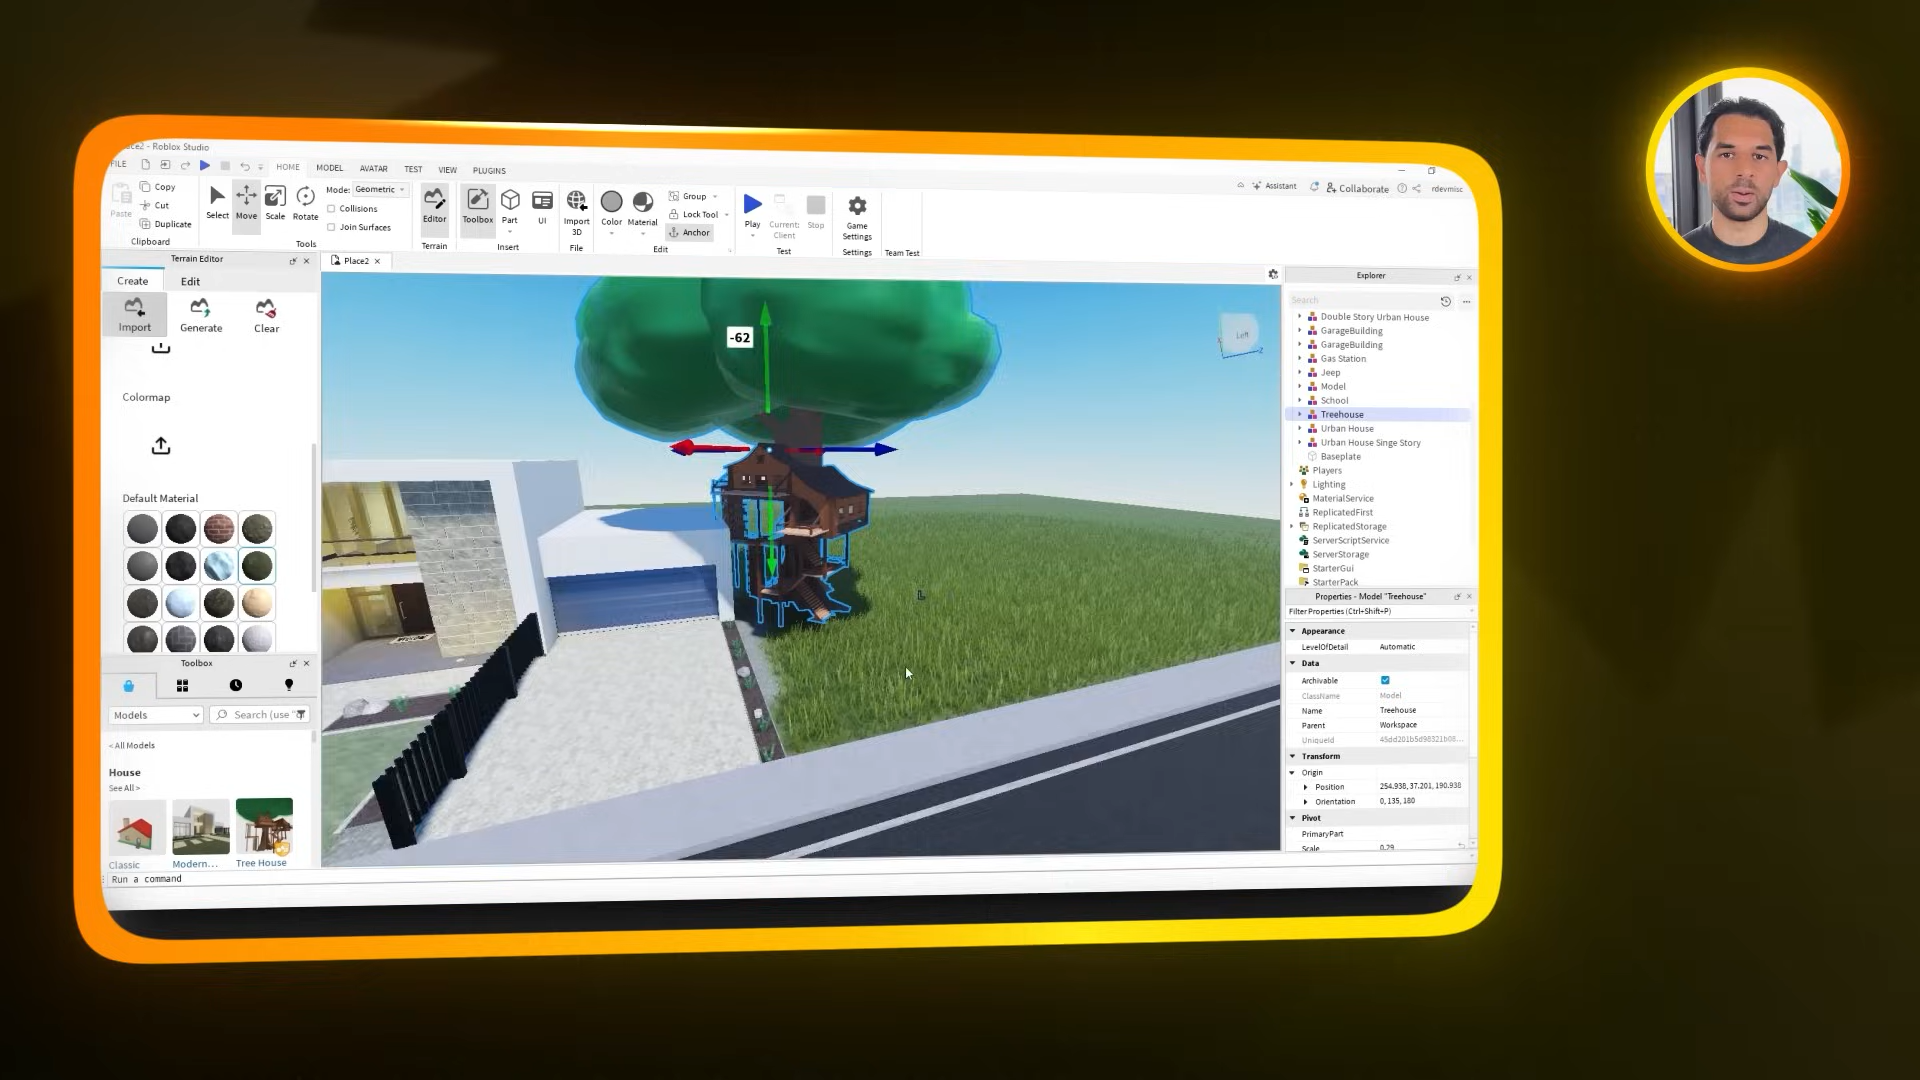 ace2 - Roblox Studio
FILE
HOME
MODEL
AVATAR
TEST
VIEW
PLUGINS
Assistant
Collaborate
rdevmisc
Paste
Copy
Cut
Duplicate
Clipboard
Select
Move
Scale
Rotate
Mode: Geometric
Collisions
Join Surfaces
Tools
Editor
Terrain
Toolbox
Part
UI
Insert
Import
3D
File
Color
Material
Group
Lock Tool
Anchor
Edit
Play
Current:
Client
Stop
Test
Game
Settings
Settings
Team Test
Terrain Editor
Create
Edit
Import
Generate
Clear
Colormap
Default Material
Toolbox
Models
Search (use "
< All Models
House
See All >
Classic
Modern...
Tree House
Run a command
Place2
-62
Left
Explorer
Search
Double Story Urban House
GarageBuilding
GarageBuilding
Gas Station
Jeep
Model
School
Treehouse
Urban House
Urban House Singe Story
Baseplate
Players
Lighting
MaterialService
ReplicatedFirst
ReplicatedStorage
ServerScriptService
ServerStorage
StarterGui
StarterPack
Properties - Model "Treehouse"
Filter Properties (Ctrl+Shift+P)
Appearance
LevelOfDetail Automatic
Data
Archivable
ClassName Model
Name Treehouse
Parent Workspace
UniqueId
Transform
Origin
Position 254.938, 37.201, 190.938
Orientation 0, 135, 180
Pivot
PrimaryPart
Scale 0.29